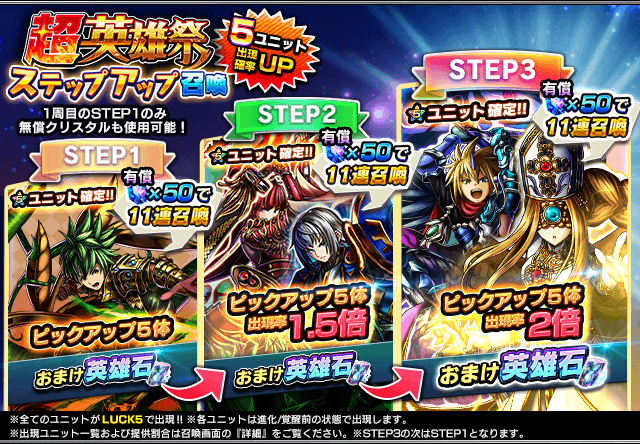 超英雄祭
5ユニット
出現
確率UP
ステップアップ召喚
1周目のSTEP1のみ
無償クリスタルも使用可能！
STEP1
ユニット確定!!
有償
×50で
11連召喚
ピックアップ5体
おまけ英雄石
STEP2
ユニット確定!!
有償
×50で
11連召喚
ピックアップ5体
出現率1.5倍
おまけ英雄石
STEP3
ユニット確定!!
有償
×50で
11連召喚
ピックアップ5体
出現率2倍
おまけ英雄石
※全てのユニットがLUCK5で出現!! ※各ユニットは進化/覚醒前の状態で出現します。
※出現ユニット一覧および提供割合は召喚画面の『詳細』をご覧ください。※STEP3の次はSTEP1となります。